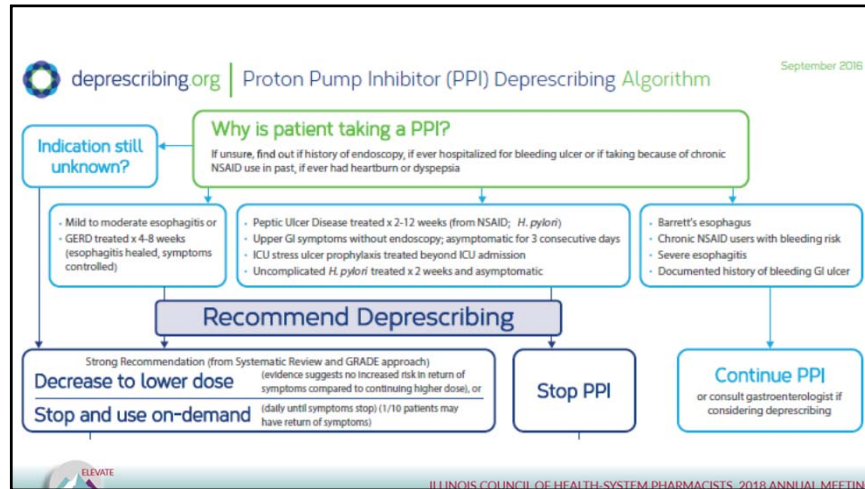 deprescribing.org | Proton Pump Inhibitor (PPI) Deprescribing Algorithm
September 2016
Why is patient taking a PPI?
If unsure, find out if history of endoscopy, if ever hospitalized for bleeding ulcer or if taking because of chronic
NSAID use in past, if ever had heartburn or dyspepsia
Indication still
unknown?
• Mild to moderate esophagitis or
• GERD treated x 4-8 weeks
(esophagitis healed, symptoms
controlled)
• Peptic Ulcer Disease treated x 2-12 weeks (from NSAID; H. pylori)
• Upper GI symptoms without endoscopy; asymptomatic for 3 consecutive days
• ICU stress ulcer prophylaxis treated beyond ICU admission
• Uncomplicated H. pylori treated x 2 weeks and asymptomatic
• Barrett's esophagus
• Chronic NSAID users with bleeding risk
• Severe esophagitis
• Documented history of bleeding GI ulcer
Recommend Deprescribing
Strong Recommendation (from Systematic Review and GRADE approach)
Decrease to lower dose
(evidence suggests no increased risk in return of
symptoms compared to continuing higher dose), or
Stop and use on-demand
(daily until symptoms stop) (1/10 patients may
have return of symptoms)
Stop PPI
Continue PPI
or consult gastroenterologist if
considering deprescribing
ELEVATE
ILLINOIS COUNCIL OF HEALTH-SYSTEM PHARMACISTS 2018 ANNUAL MEETIN